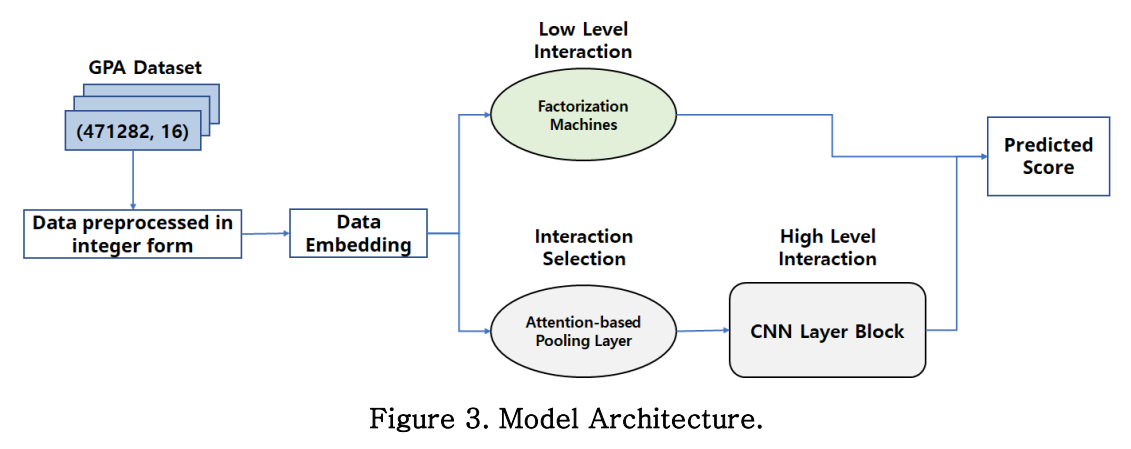 GPA Dataset
(471282, 16)
Data preprocessed in
integer form
Data
Embedding
Low Level
Interaction
Factorization
Machines
Interaction
Selection
Attention-based
Pooling Layer
High Level
Interaction
CNN Layer Block
Predicted
Score
Figure 3. Model Architecture.